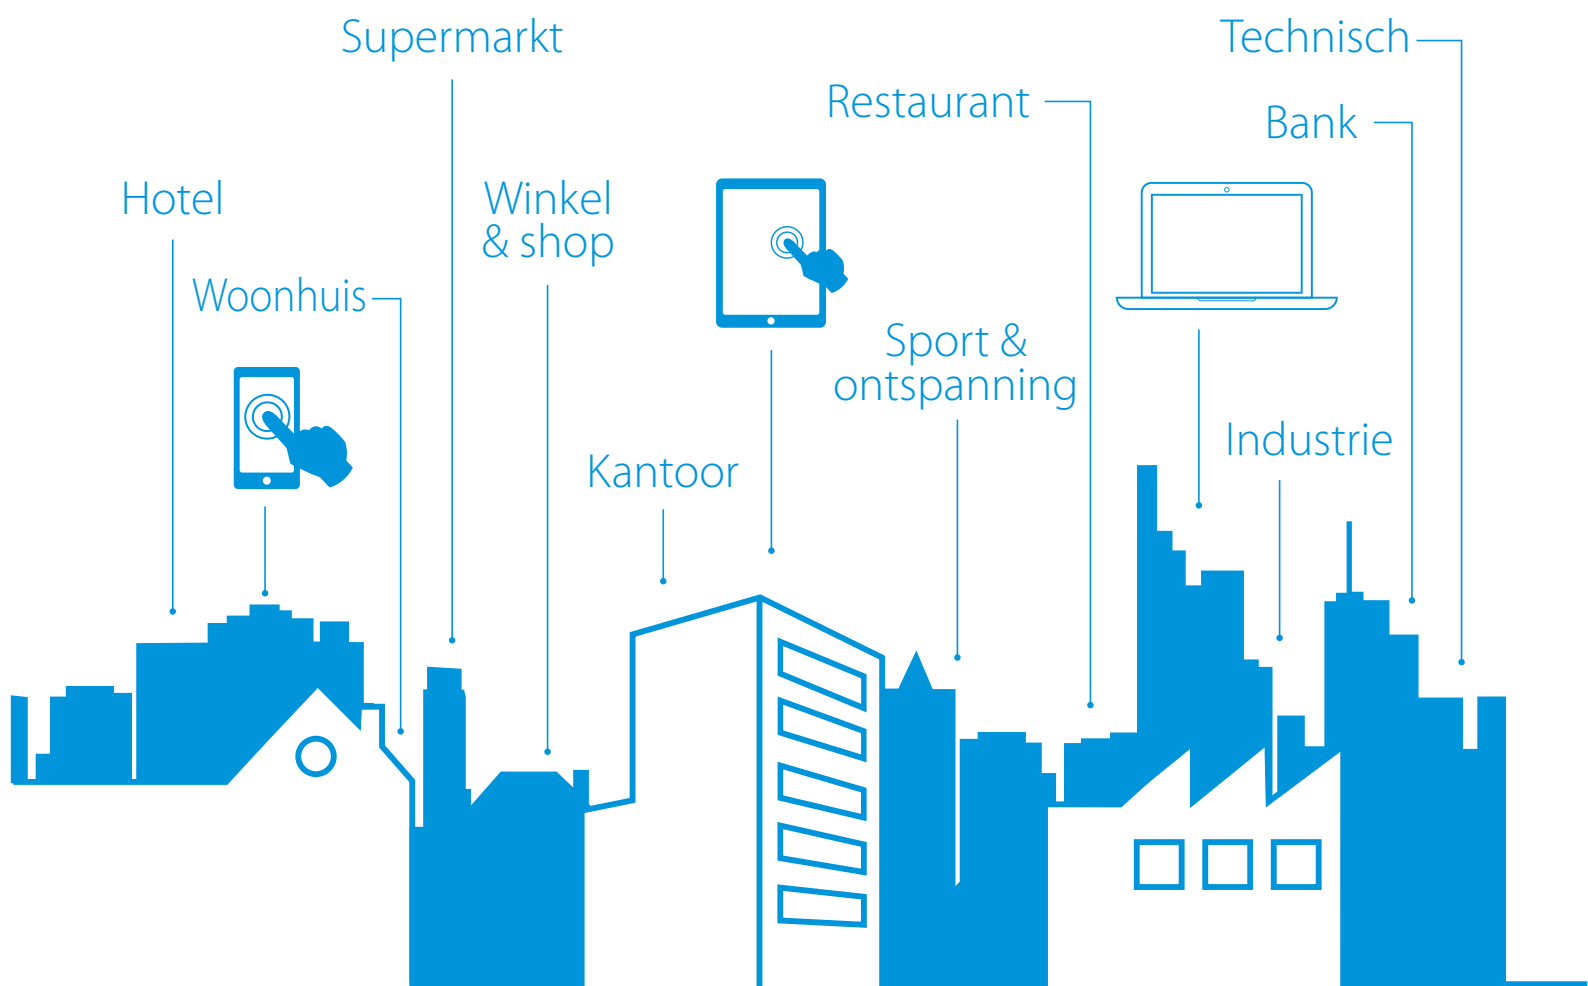 Supermarkt
Technisch
Restaurant
Bank
Hotel
Winkel
& shop
Woonhuis
Sport &
ontspanning
Industrie
Kantoor